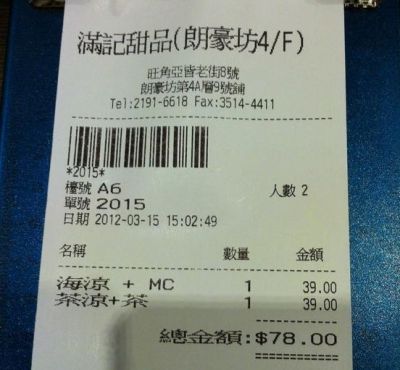 滿記甜品(朗豪坊4/F)
旺角亞皆老街8號
朗豪坊第4A層9號舖
Tel:2191-6618 Fax:3514-4411
*2015*
檯號 A6 人數 2
單號 2015
日期 2012-03-15 15:02:49
名稱 數量 金額
海涼 + MC 1 39.00
茶涼+茶 1 39.00
總金額:$78.00